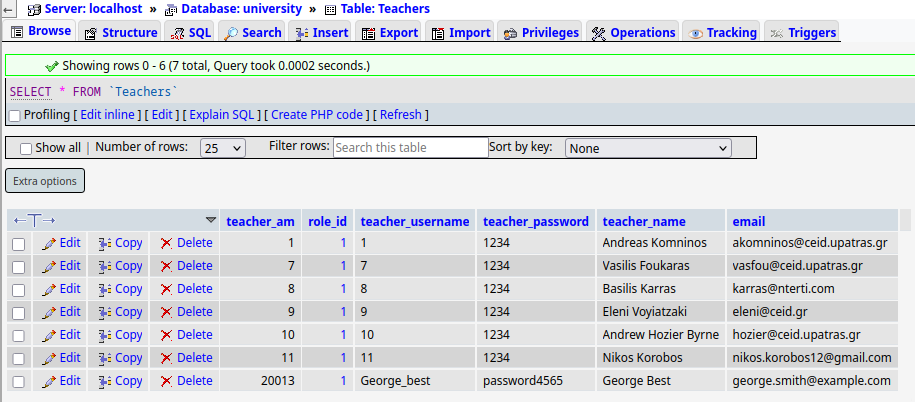 ← Server: localhost » Database: university » Table: Teachers
Browse Structure SQL Search Insert Export Import Privileges Operations Tracking Triggers
Showing rows 0 - 6 (7 total, Query took 0.0002 seconds.)
SELECT * FROM `Teachers`
Profiling [ Edit inline ] [ Edit ] [ Explain SQL ] [ Create PHP code ] [ Refresh ]
Show all | Number of rows: 25 Filter rows: Search this table Sort by key: None
Extra options
←T→ teacher_am role_id teacher_username teacher_password teacher_name email
Edit Copy Delete 1 1 1 1234 Andreas Komninos akomninos@ceid.upatras.gr
Edit Copy Delete 7 1 7 1234 Vasilis Foukaras vasfou@ceid.upatras.gr
Edit Copy Delete 8 1 8 1234 Basilis Karras karras@nterti.com
Edit Copy Delete 9 1 9 1234 Eleni Voyiatzaki eleni@ceid.gr
Edit Copy Delete 10 1 10 1234 Andrew Hozier Byrne hozier@ceid.upatras.gr
Edit Copy Delete 11 1 11 1234 Nikos Korobos nikos.korobos12@gmail.com
Edit Copy Delete 20013 1 George_best password4565 George Best george.smith@example.com